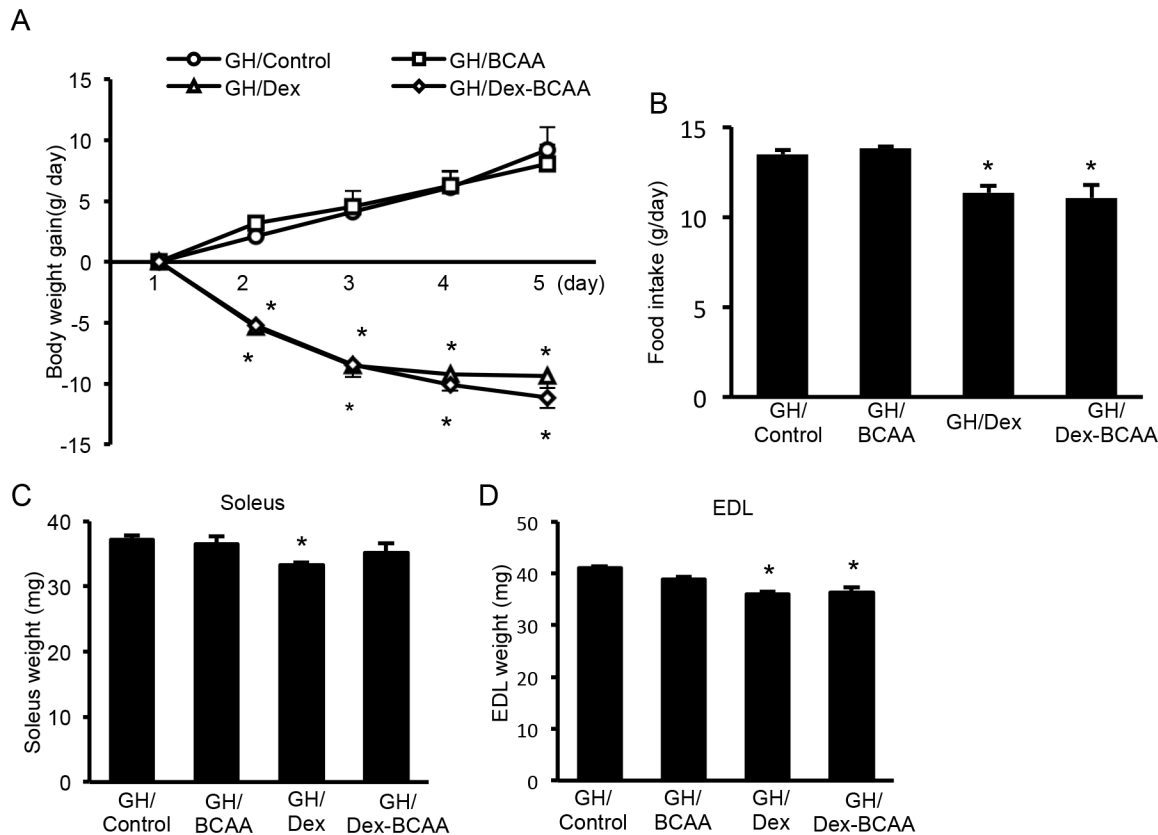 A
GH/Control
GH/BCAA
GH/Dex
GH/Dex-BCAA
Body weight gain(g/ day)
15
10
5
0
-5
-10
-15
1
2
3
4
5 (day)
*
*
*
*
*
*
*
*
B
Food intake (g/day)
15
10
5
0
*
*
GH/
Control
GH/
BCAA
GH/Dex
GH/
Dex-BCAA
C
Soleus
Soleus weight (mg)
40
30
20
10
0
*
GH/
Control
GH/
BCAA
GH/
Dex
GH/
Dex-BCAA
D
EDL
EDL weight (mg)
50
40
30
20
10
0
*
*
GH/
Control
GH/
BCAA
GH/
Dex
GH/
Dex-BCAA